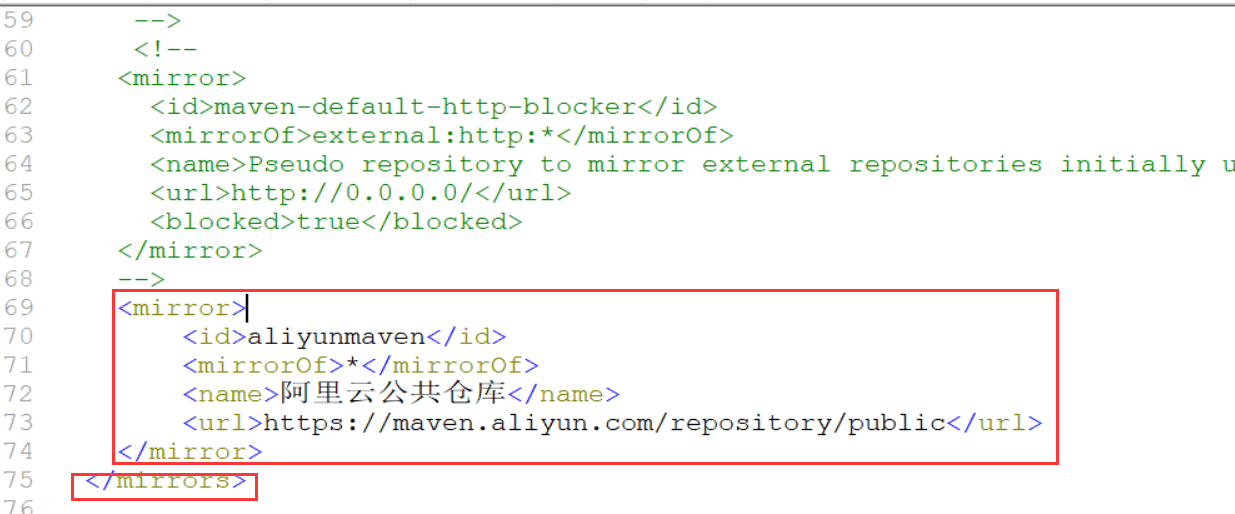 59 -->
60 <!--
61 <mirror>
62 <id>maven-default-http-blocker</id>
63 <mirrorOf>external:http:*</mirrorOf>
64 <name>Pseudo repository to mirror external repositories initially u
65 <url>http://0.0.0.0/</url>
66 <blocked>true</blocked>
67 </mirror>
68 -->
69 <mirror>
70 <id>aliyunmaven</id>
71 <mirrorOf>*</mirrorOf>
72 <name>阿里云公共仓库</name>
73 <url>https://maven.aliyun.com/repository/public</url>
74 </mirror>
75 </mirrors>
76